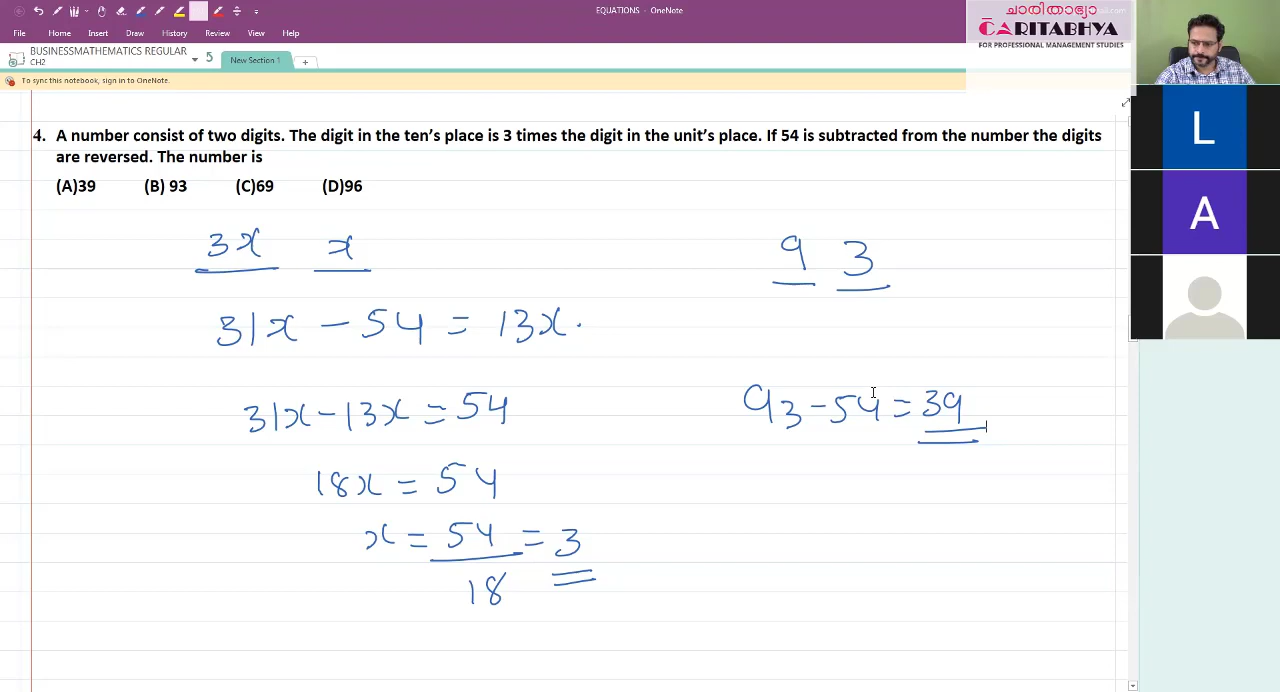 EQUATIONS - OneNote
File Home Insert Draw History Review View Help
ചാരിതാഭ്യാ
CARITABHYA
FOR PROFESSIONAL MANAGEMENT STUDIES
BUSINESSMATHEMATICS REGULAR
CH2
5
New Section 1
+
To sync this notebook, sign in to OneNote.
4. A number consist of two digits. The digit in the ten's place is 3 times the digit in the unit's place. If 54 is subtracted from the number the digits
are reversed. The number is
(A)39 (B) 93 (C)69 (D)96
3x x
9 3
31x - 54 = 13x.
31x - 13x = 54
93 - 54 = 39
18x = 54
x = 54 = 3
18
L
A